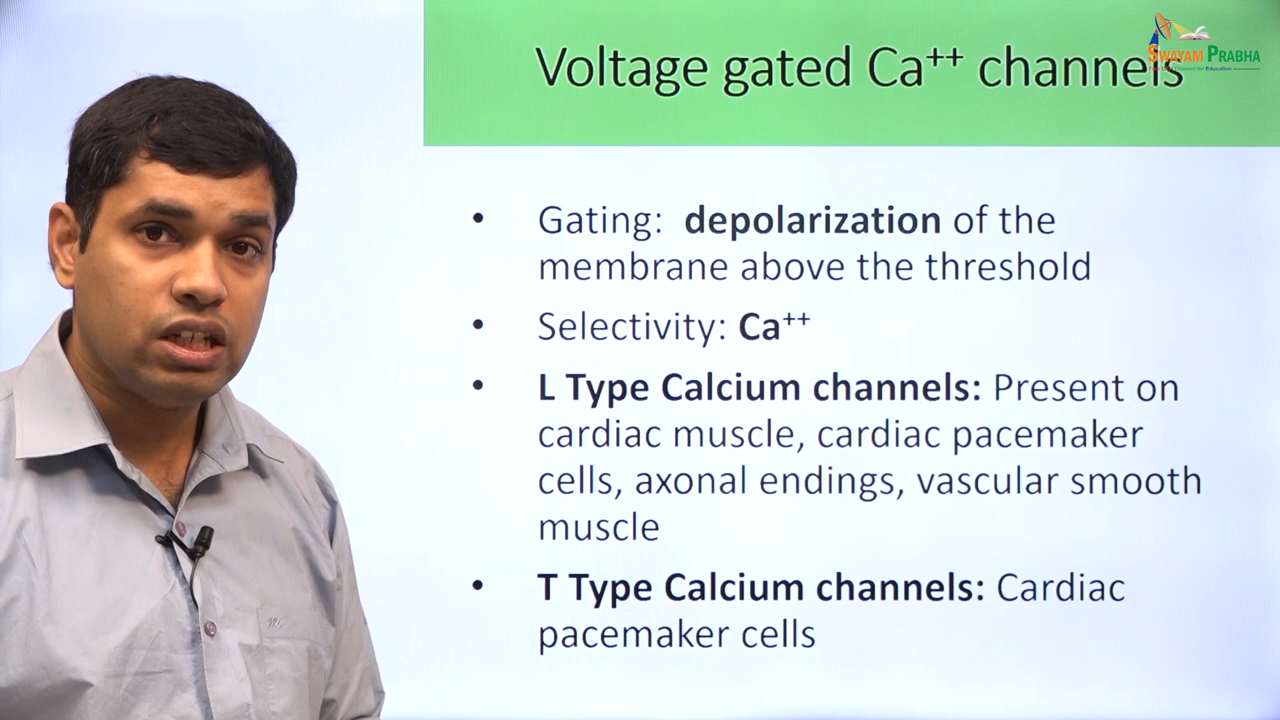 Voltage gated Ca⁺⁺ channels
SWAYAM PRABHA
• Gating: depolarization of the
membrane above the threshold
• Selectivity: Ca⁺⁺
• L Type Calcium channels: Present on
cardiac muscle, cardiac pacemaker
cells, axonal endings, vascular smooth
muscle
• T Type Calcium channels: Cardiac
pacemaker cells